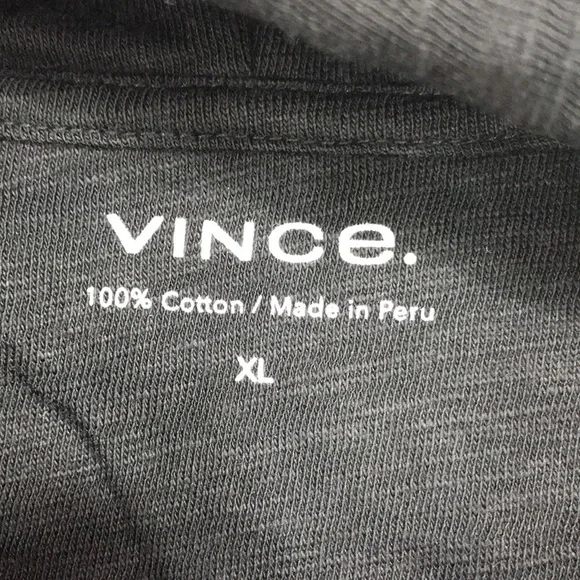 VINCe.
100% Cotton / Made in Peru
XL